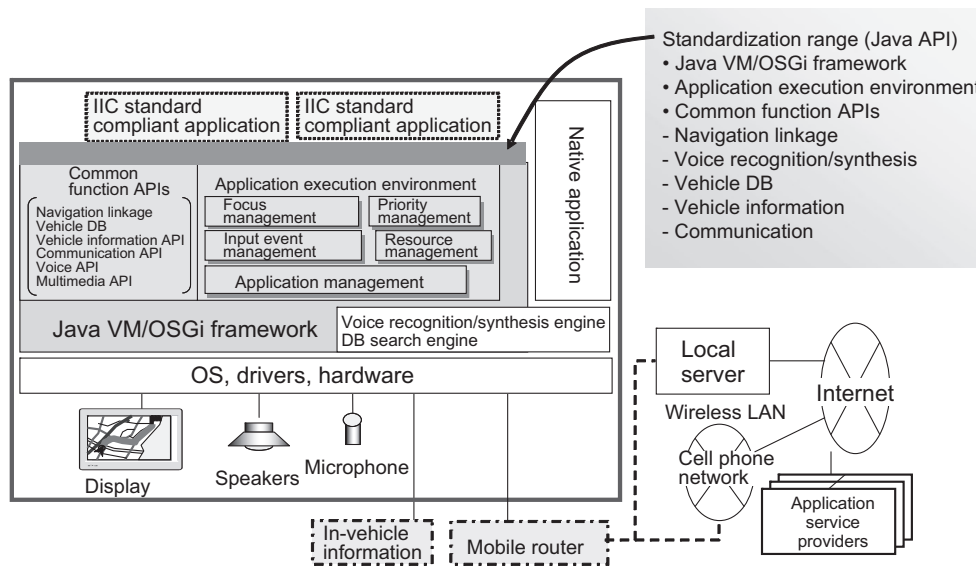 Standardization range (Java API)
• Java VM/OSGi framework
• Application execution environment
• Common function APIs
- Navigation linkage
- Voice recognition/synthesis
- Vehicle DB
- Vehicle information
- Communication
IIC standard
compliant application
IIC standard
compliant application
Native application
Common
function APIs
Navigation linkage
Vehicle DB
Vehicle information API
Communication API
Voice API
Multimedia API
Application execution environment
Focus
management
Priority
management
Input event
management
Resource
management
Application management
Java VM/OSGi framework
Voice recognition/synthesis engine
DB search engine
OS, drivers, hardware
Display
Speakers
Microphone
In-vehicle
information
Mobile router
Local
server
Internet
Wireless LAN
Cell phone
network
Application
service
providers